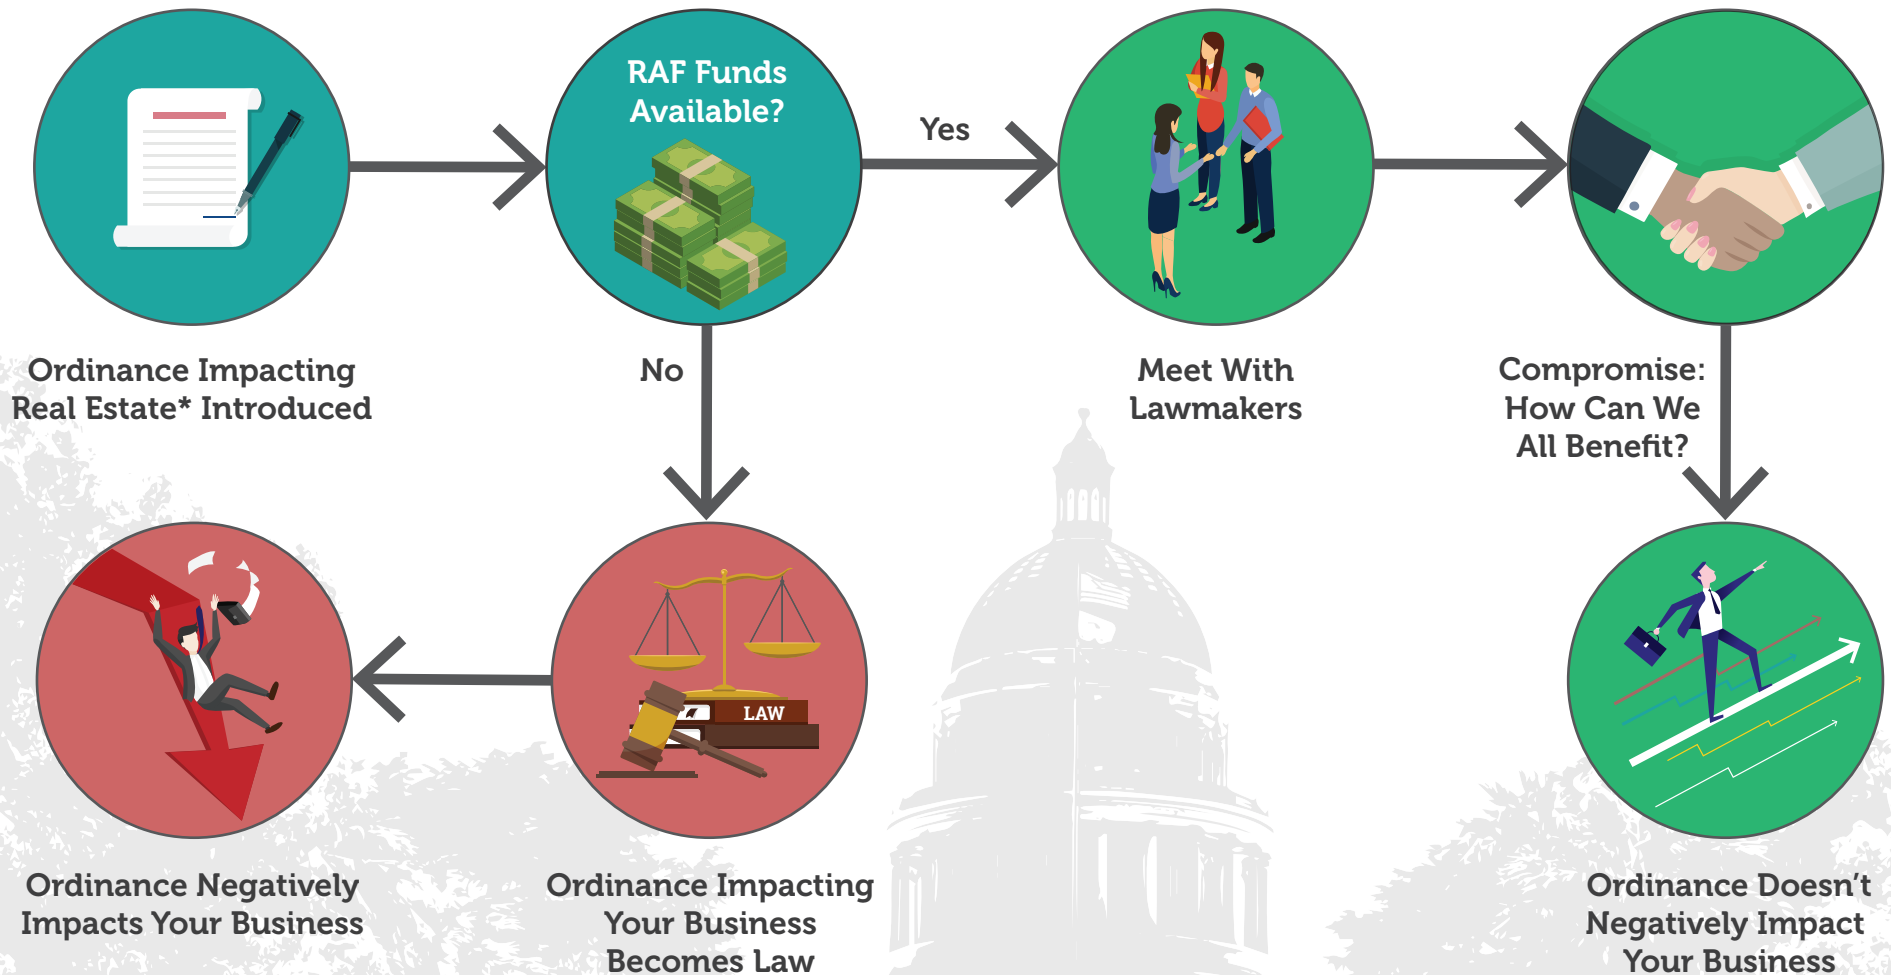 RAF Funds
Available?
Yes
No
Ordinance Impacting
Real Estate* Introduced
Meet With
Lawmakers
Compromise:
How Can We
All Benefit?
LAW
Ordinance Negatively
Impacts Your Business
Ordinance Impacting
Your Business
Becomes Law
Ordinance Doesn’t
Negatively Impact
Your Business